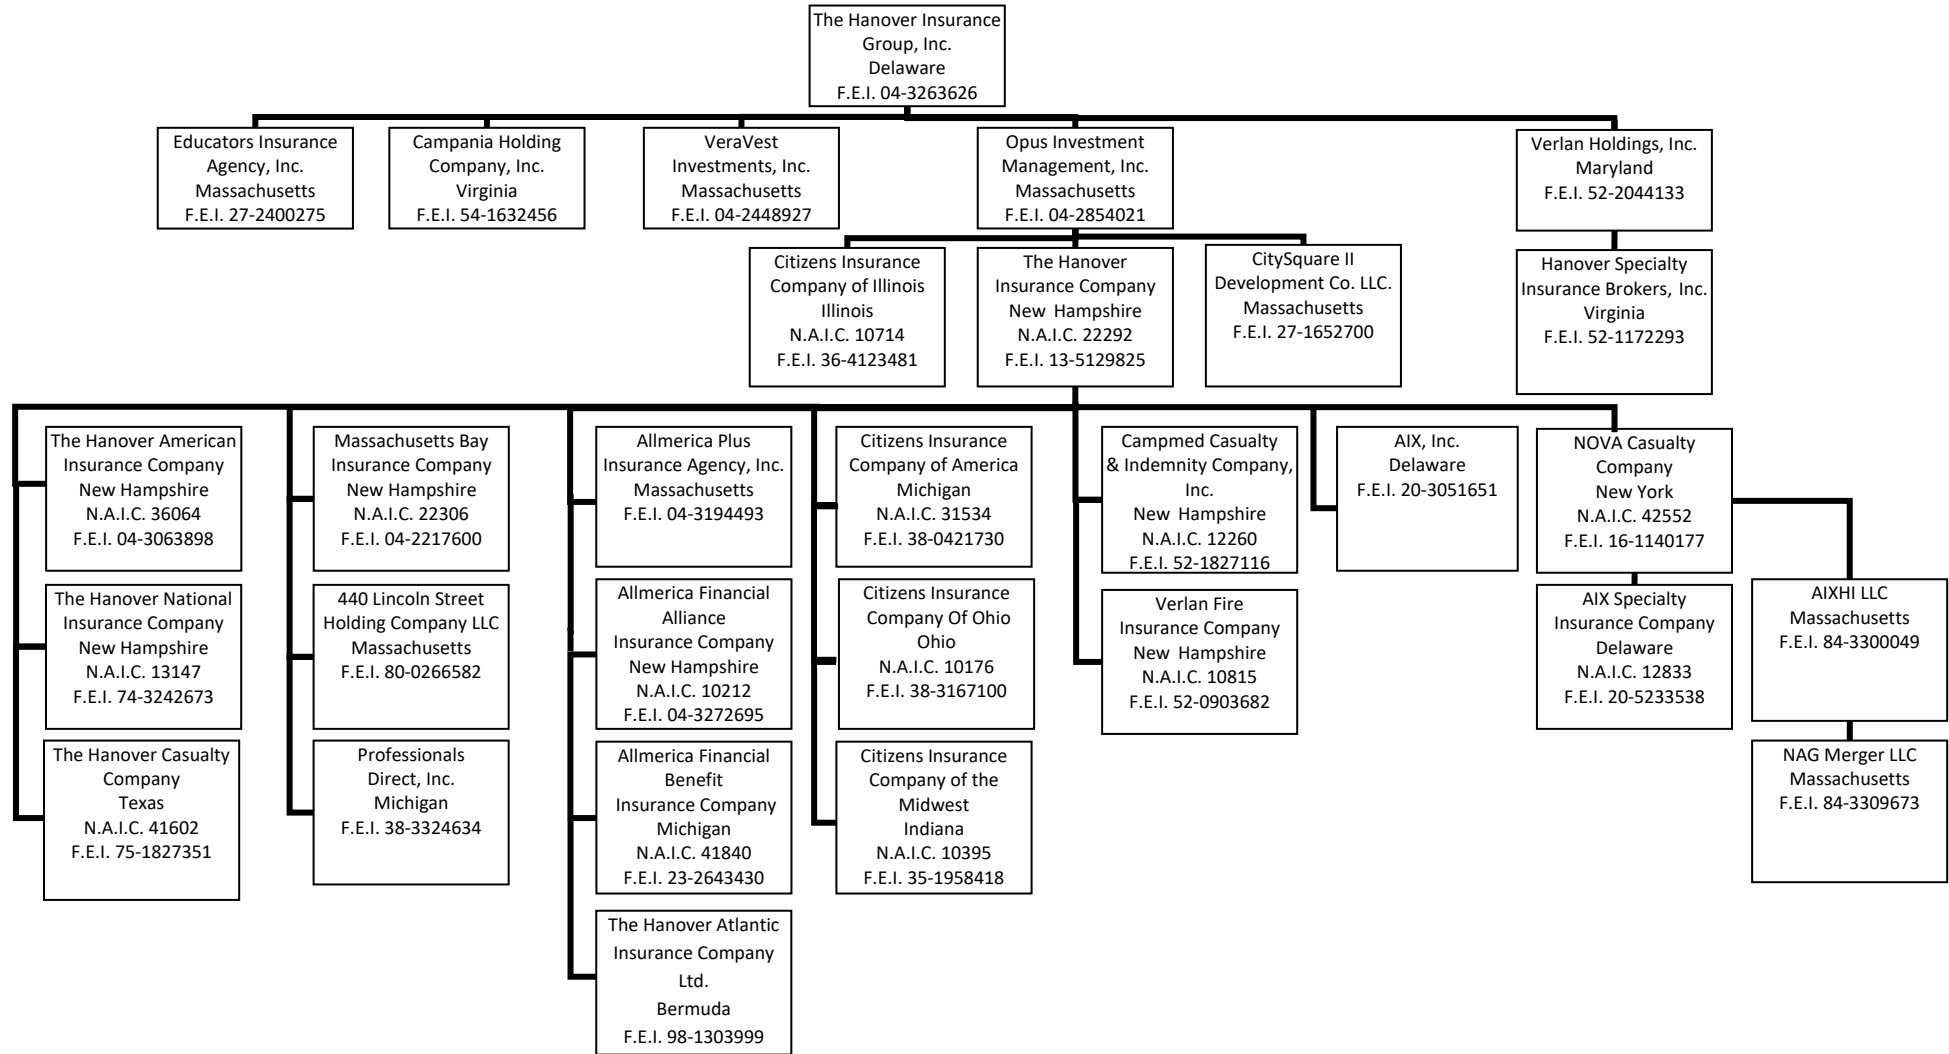 The Hanover Insurance
Group, Inc.
Delaware
F.E.I. 04-3263626
Educators Insurance
Agency, Inc.
Massachusetts
F.E.I. 27-2400275
Campania Holding
Company, Inc.
Virginia
F.E.I. 54-1632456
VeraVest
Investments, Inc.
Massachusetts
F.E.I. 04-2448927
Opus Investment
Management, Inc.
Massachusetts
F.E.I. 04-2854021
Verlan Holdings, Inc.
Maryland
F.E.I. 52-2044133
Citizens Insurance
Company of Illinois
Illinois
N.A.I.C. 10714
F.E.I. 36-4123481
The Hanover
Insurance Company
New Hampshire
N.A.I.C. 22292
F.E.I. 13-5129825
CitySquare II
Development Co. LLC.
Massachusetts
F.E.I. 27-1652700
Hanover Specialty
Insurance Brokers, Inc.
Virginia
F.E.I. 52-1172293
The Hanover American
Insurance Company
New Hampshire
N.A.I.C. 36064
F.E.I. 04-3063898
Massachusetts Bay
Insurance Company
New Hampshire
N.A.I.C. 22306
F.E.I. 04-2217600
Allmerica Plus
Insurance Agency, Inc.
Massachusetts
F.E.I. 04-3194493
Citizens Insurance
Company of America
Michigan
N.A.I.C. 31534
F.E.I. 38-0421730
Campmed Casualty
& Indemnity Company,
Inc.
New Hampshire
N.A.I.C. 12260
F.E.I. 52-1827116
AIX, Inc.
Delaware
F.E.I. 20-3051651
NOVA Casualty
Company
New York
N.A.I.C. 42552
F.E.I. 16-1140177
The Hanover National
Insurance Company
New Hampshire
N.A.I.C. 13147
F.E.I. 74-3242673
440 Lincoln Street
Holding Company LLC
Massachusetts
F.E.I. 80-0266582
Allmerica Financial
Alliance
Insurance Company
New Hampshire
N.A.I.C. 10212
F.E.I. 04-3272695
Citizens Insurance
Company Of Ohio
Ohio
N.A.I.C. 10176
F.E.I. 38-3167100
Verlan Fire
Insurance Company
New Hampshire
N.A.I.C. 10815
F.E.I. 52-0903682
AIX Specialty
Insurance Company
Delaware
N.A.I.C. 12833
F.E.I. 20-5233538
AIXHI LLC
Massachusetts
F.E.I. 84-3300049
The Hanover Casualty
Company
Texas
N.A.I.C. 41602
F.E.I. 75-1827351
Professionals
Direct, Inc.
Michigan
F.E.I. 38-3324634
Allmerica Financial
Benefit
Insurance Company
Michigan
N.A.I.C. 41840
F.E.I. 23-2643430
Citizens Insurance
Company of the
Midwest
Indiana
N.A.I.C. 10395
F.E.I. 35-1958418
NAG Merger LLC
Massachusetts
F.E.I. 84-3309673
The Hanover Atlantic
Insurance Company
Ltd.
Bermuda
F.E.I. 98-1303999